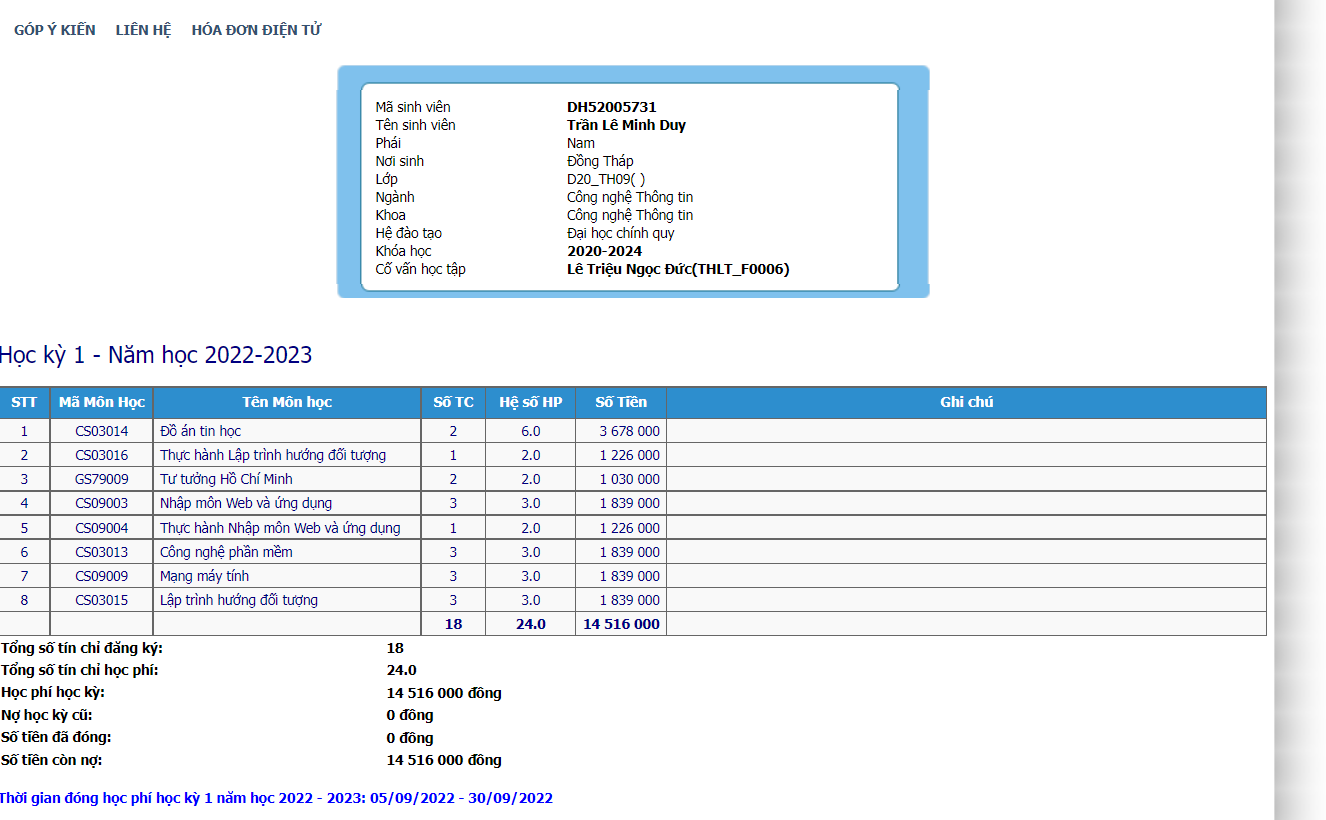 GÓP Ý KIẾN LIÊN HỆ HÓA ĐƠN ĐIỆN TỬ
Mã sinh viên DH52005731
Tên sinh viên Trần Lê Minh Duy
Phái Nam
Nơi sinh Đồng Tháp
Lớp D20_TH09( )
Ngành Công nghệ Thông tin
Khoa Công nghệ Thông tin
Hệ đào tạo Đại học chính quy
Khóa học 2020-2024
Cố vấn học tập Lê Triệu Ngọc Đức(THLT_F0006)
Học kỳ 1 - Năm học 2022-2023
STT Mã Môn Học Tên Môn học Số TC Hệ số HP Số Tiền Ghi chú
1 CS03014 Đồ án tin học 2 6.0 3 678 000
2 CS03016 Thực hành Lập trình hướng đối tượng 1 2.0 1 226 000
3 GS79009 Tư tưởng Hồ Chí Minh 2 2.0 1 030 000
4 CS09003 Nhập môn Web và ứng dụng 3 3.0 1 839 000
5 CS09004 Thực hành Nhập môn Web và ứng dụng 1 2.0 1 226 000
6 CS03013 Công nghệ phần mềm 3 3.0 1 839 000
7 CS09009 Mạng máy tính 3 3.0 1 839 000
8 CS03015 Lập trình hướng đối tượng 3 3.0 1 839 000
18 24.0 14 516 000
Tổng số tín chỉ đăng ký: 18
Tổng số tín chỉ học phí: 24.0
Học phí học kỳ: 14 516 000 đồng
Nợ học kỳ cũ: 0 đồng
Số tiền đã đóng: 0 đồng
Số tiền còn nợ: 14 516 000 đồng
Thời gian đóng học phí học kỳ 1 năm học 2022 - 2023: 05/09/2022 - 30/09/2022